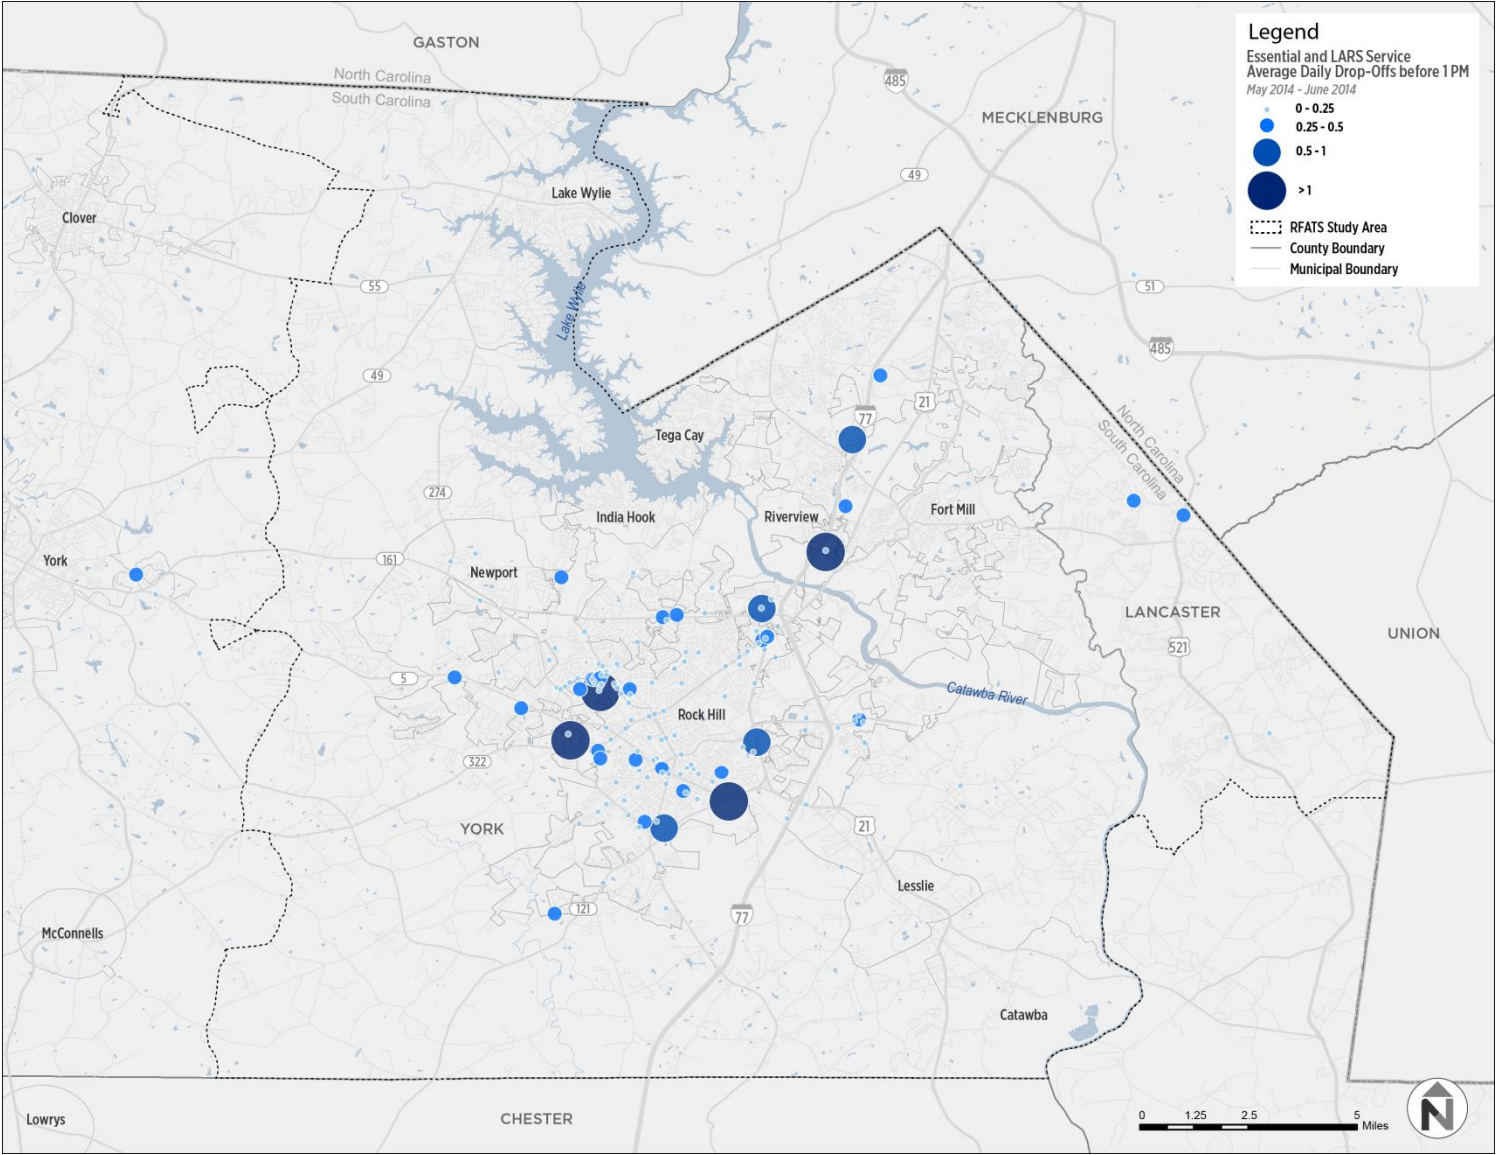 Legend
Essential and LARS Service
Average Daily Drop-Offs before 1 PM
May 2014 - June 2014
0 - 0.25
0.25 - 0.5
0.5 - 1
> 1
RFATS Study Area
County Boundary
Municipal Boundary
GASTON
North Carolina
South Carolina
485
MECKLENBURG
49
Lake Wylie
Clover
55
51
Lake Wylie
485
49
21
77
North Carolina
South Carolina
Tega Cay
274
India Hook
Riverview
Fort Mill
York
161
Newport
LANCASTER
UNION
521
5
Catawba River
Rock Hill
322
YORK
21
Lesslie
121
77
McConnells
Catawba
Lowrys
CHESTER
0
1.25
2.5
5
Miles
N